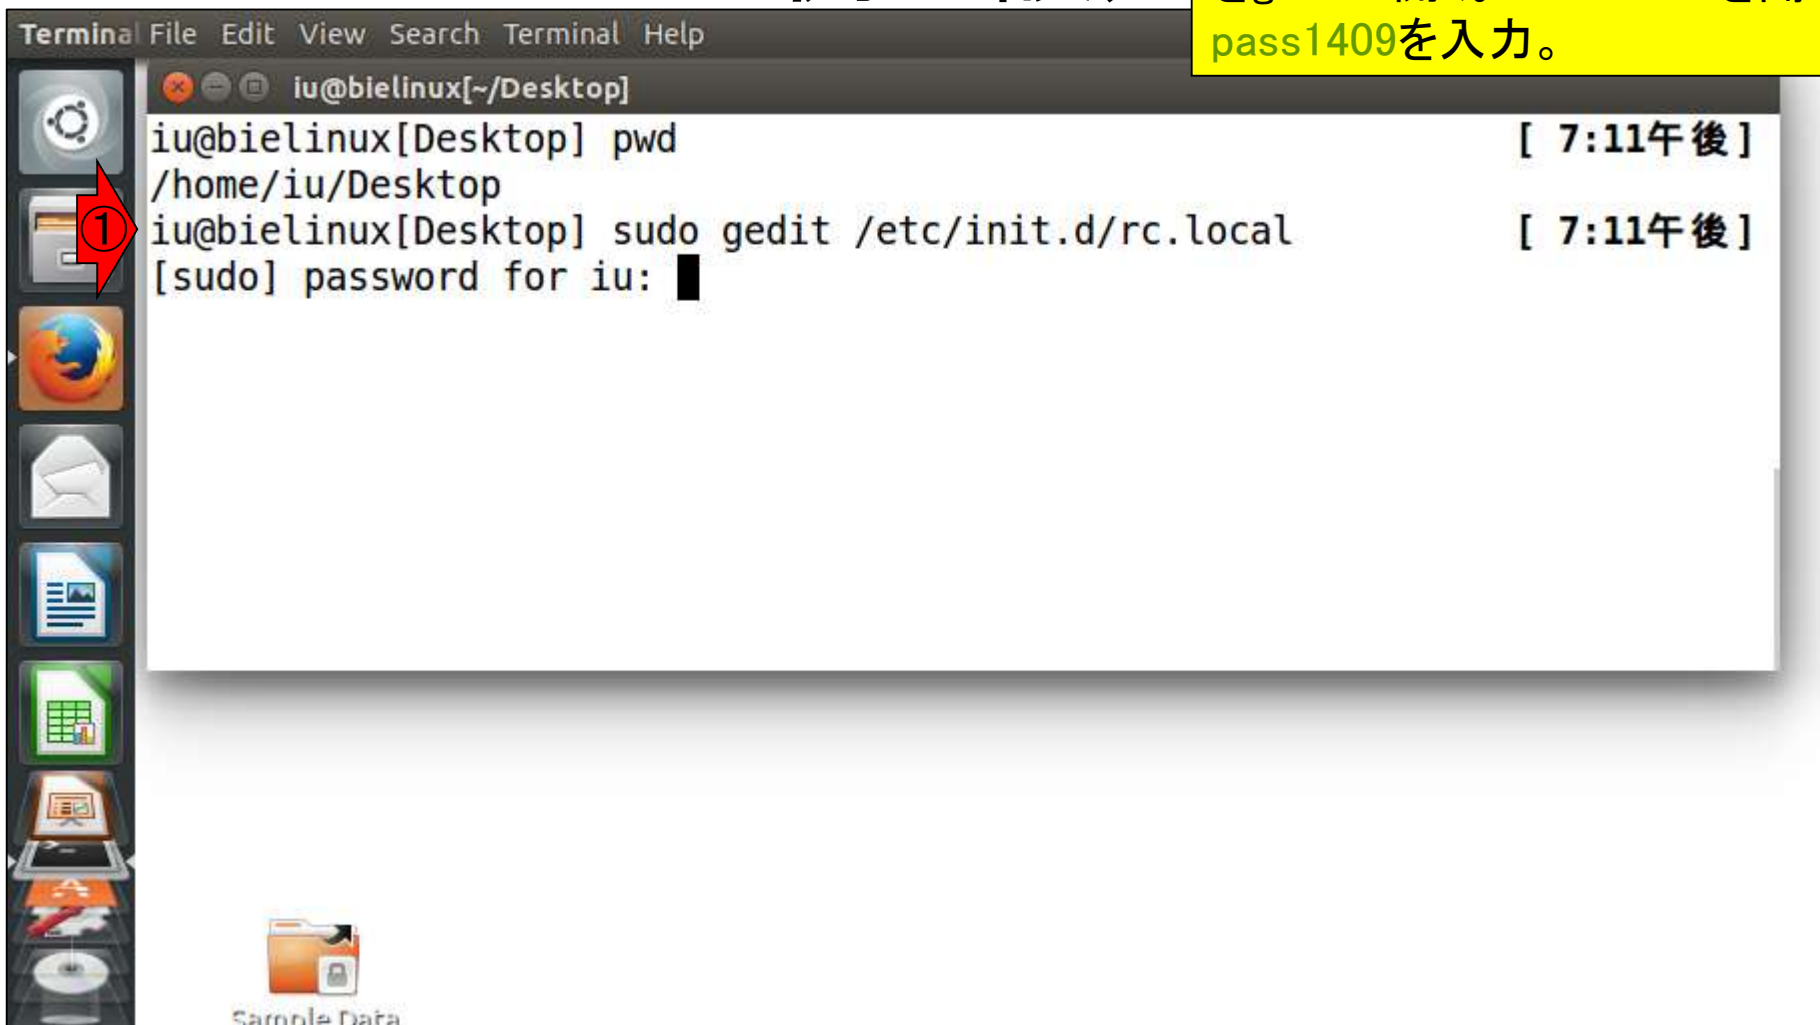 pass1409を入力。
Terminal File Edit View Search Terminal Help
iu@bielinux[~/Desktop]
iu@bielinux[Desktop] pwd [ 7:11午後]
/home/iu/Desktop
① iu@bielinux[Desktop] sudo gedit /etc/init.d/rc.local [ 7:11午後]
[sudo] password for iu:
Sample Data